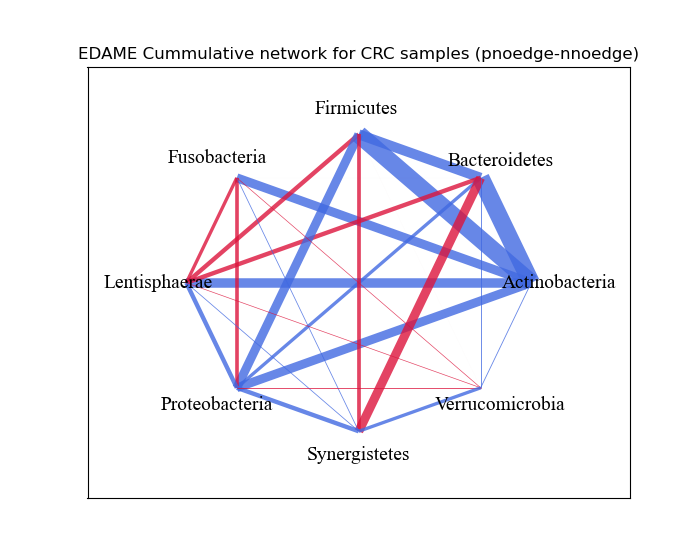 EDAME Cummulative network for CRC samples (pnoedge-nnoedge)
Firmicutes
Fusobacteria
Bacteroidetes
Lentisphaerae
Actinobacteria
Proteobacteria
Verrucomicrobia
Synergistetes